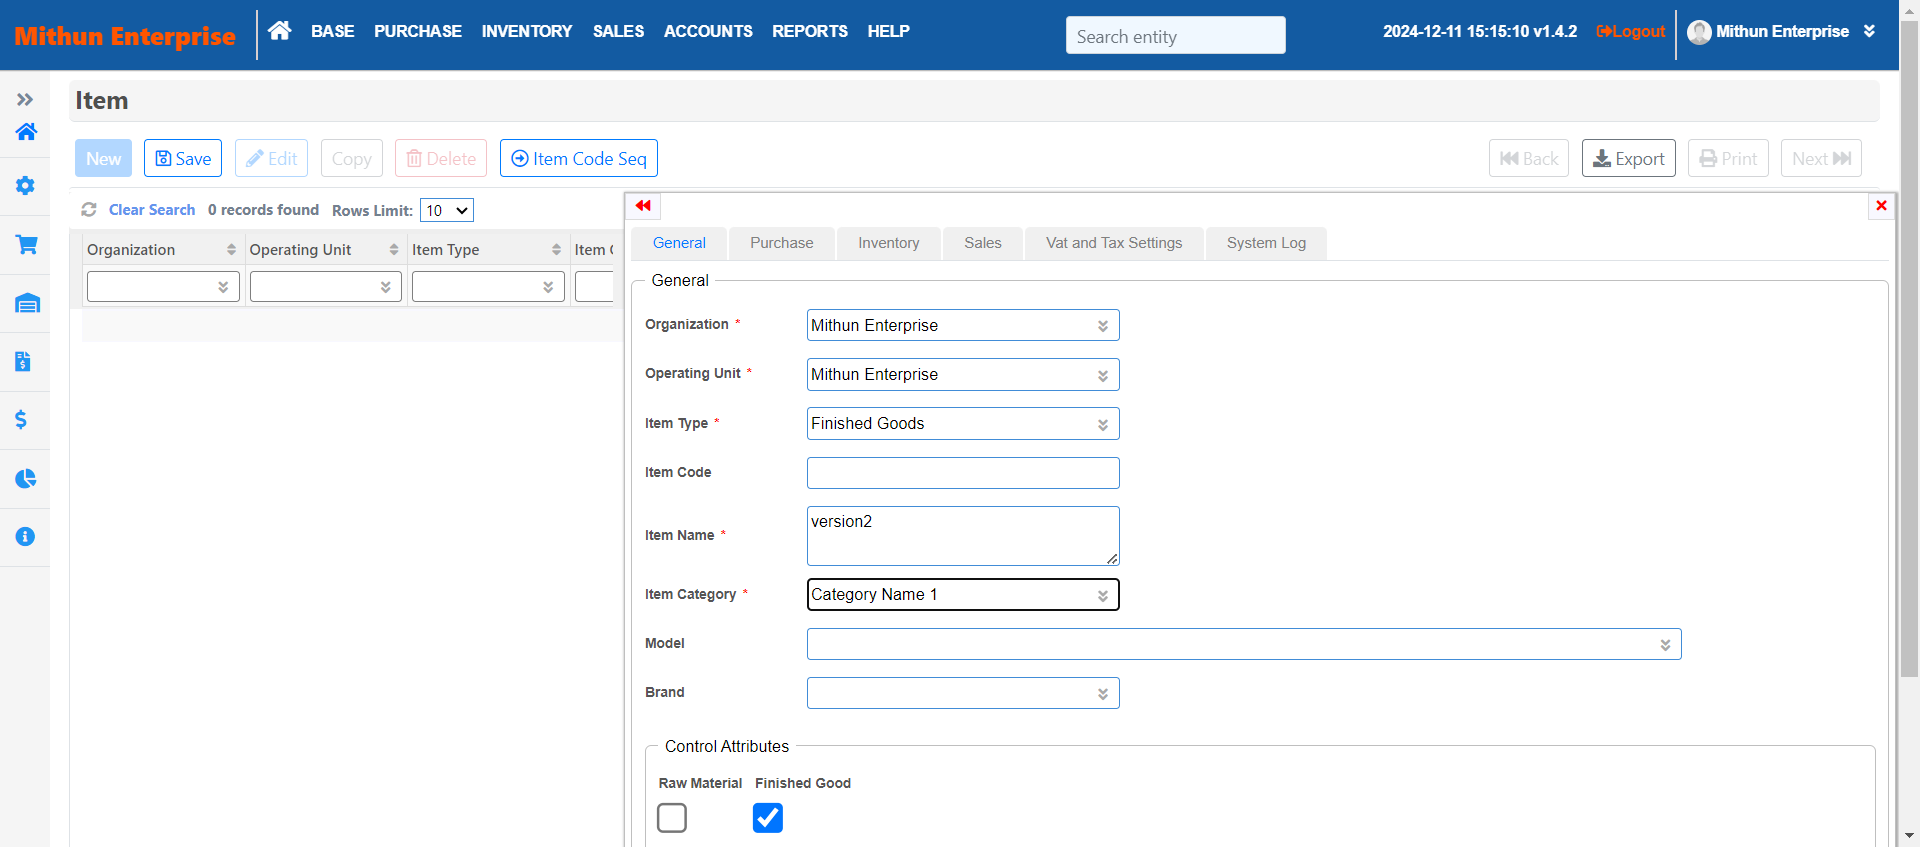 Mithun Enterprise
BASE PURCHASE INVENTORY SALES ACCOUNTS REPORTS HELP
Search entity
2024-12-11 15:15:10 v1.4.2 Logout
Mithun Enterprise
Item
New Save Edit Copy Delete Item Code Seq
Back Export Print Next
Clear Search 0 records found Rows Limit: 10
Organization Operating Unit Item Type Item
General Purchase Inventory Sales Vat and Tax Settings System Log
General
Organization * Mithun Enterprise
Operating Unit * Mithun Enterprise
Item Type * Finished Goods
Item Code
Item Name * version2
Item Category * Category Name 1
Model
Brand
Control Attributes
Raw Material Finished Good